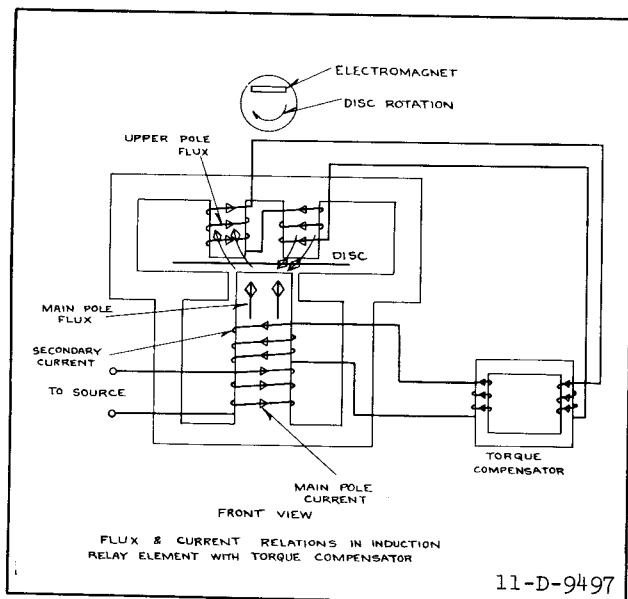 ELECTROMAGNET
DISC ROTATION
UPPER POLE
FLUX
DISC
MAIN POLE
FLUX
SECONDARY
CURRENT
TO SOURCE
TORQUE
COMPENSATOR
MAIN POLE
CURRENT
FRONT VIEW
FLUX & CURRENT RELATIONS IN INDUCTION
RELAY ELEMENT WITH TORQUE COMPENSATOR
11-D-9497